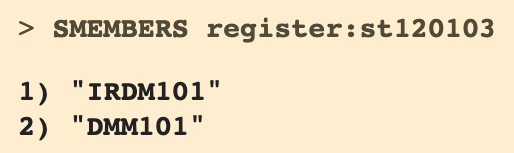 > SMEMBERS register:st120103
1) "IRDM101"
2) "DMM101"